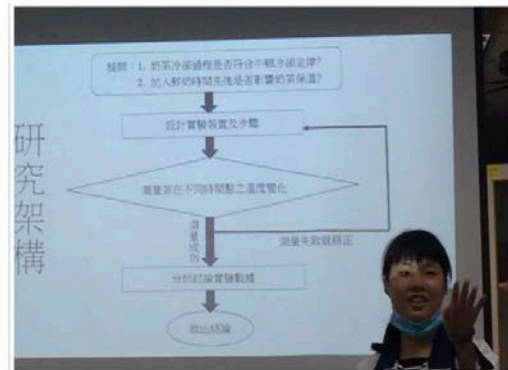 研究架構
疑問：1. 奶茶冷卻過程是否符合牛頓冷卻定律?
2. 加入鮮奶時間先後是否影響奶茶保溫?
設計實驗裝置及步驟
測量茶在不同時間點之溫度變化
測量成功
測量失敗就修正
分析討論實驗數據
做出結論